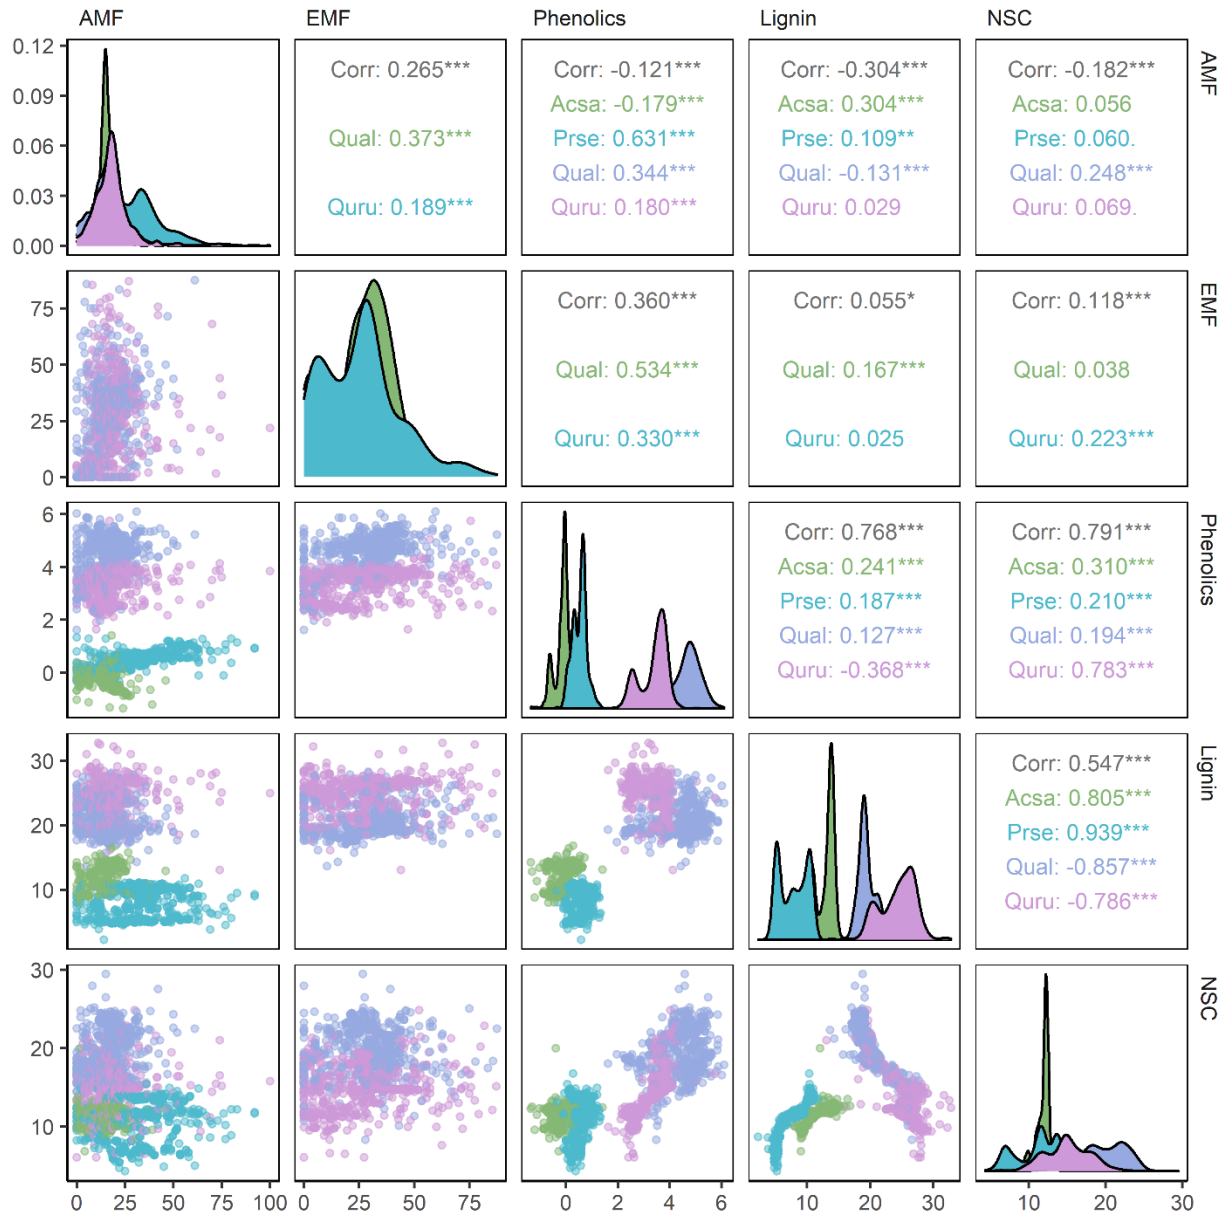 AMF EMF Phenolics Lignin NSC
0.12
0.09
0.06
0.03
0.00
Corr: 0.265***
Qual: 0.373***
Quru: 0.189***
Corr: -0.121***
Acsa: -0.179***
Prse: 0.631***
Qual: 0.344***
Quru: 0.180***
Corr: -0.304***
Acsa: 0.304***
Prse: 0.109**
Qual: -0.131***
Quru: 0.029
Corr: -0.182***
Acsa: 0.056
Prse: 0.060.
Qual: 0.248***
Quru: 0.069.
AMF
75
50
25
0
Corr: 0.360***
Qual: 0.534***
Quru: 0.330***
Corr: 0.055*
Qual: 0.167***
Quru: 0.025
Corr: 0.118***
Qual: 0.038
Quru: 0.223***
EMF
6
4
2
0
Corr: 0.768***
Acsa: 0.241***
Prse: 0.187***
Qual: 0.127***
Quru: -0.368***
Corr: 0.791***
Acsa: 0.310***
Prse: 0.210***
Qual: 0.194***
Quru: 0.783***
Phenolics
30
20
10
Corr: 0.547***
Acsa: 0.805***
Prse: 0.939***
Qual: -0.857***
Quru: -0.786***
Lignin
30
20
10
NSC
0 25 50 75 100
0 25 50 75
0 2 4 6
10 20 30
10 20 30